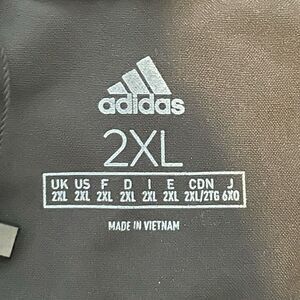 adidas
2XL
UK US F D I E CDN J
2XL 2XL 2XL 2XL 2XL 2XL 2XL/2TG 6XO
MADE IN VIETNAM